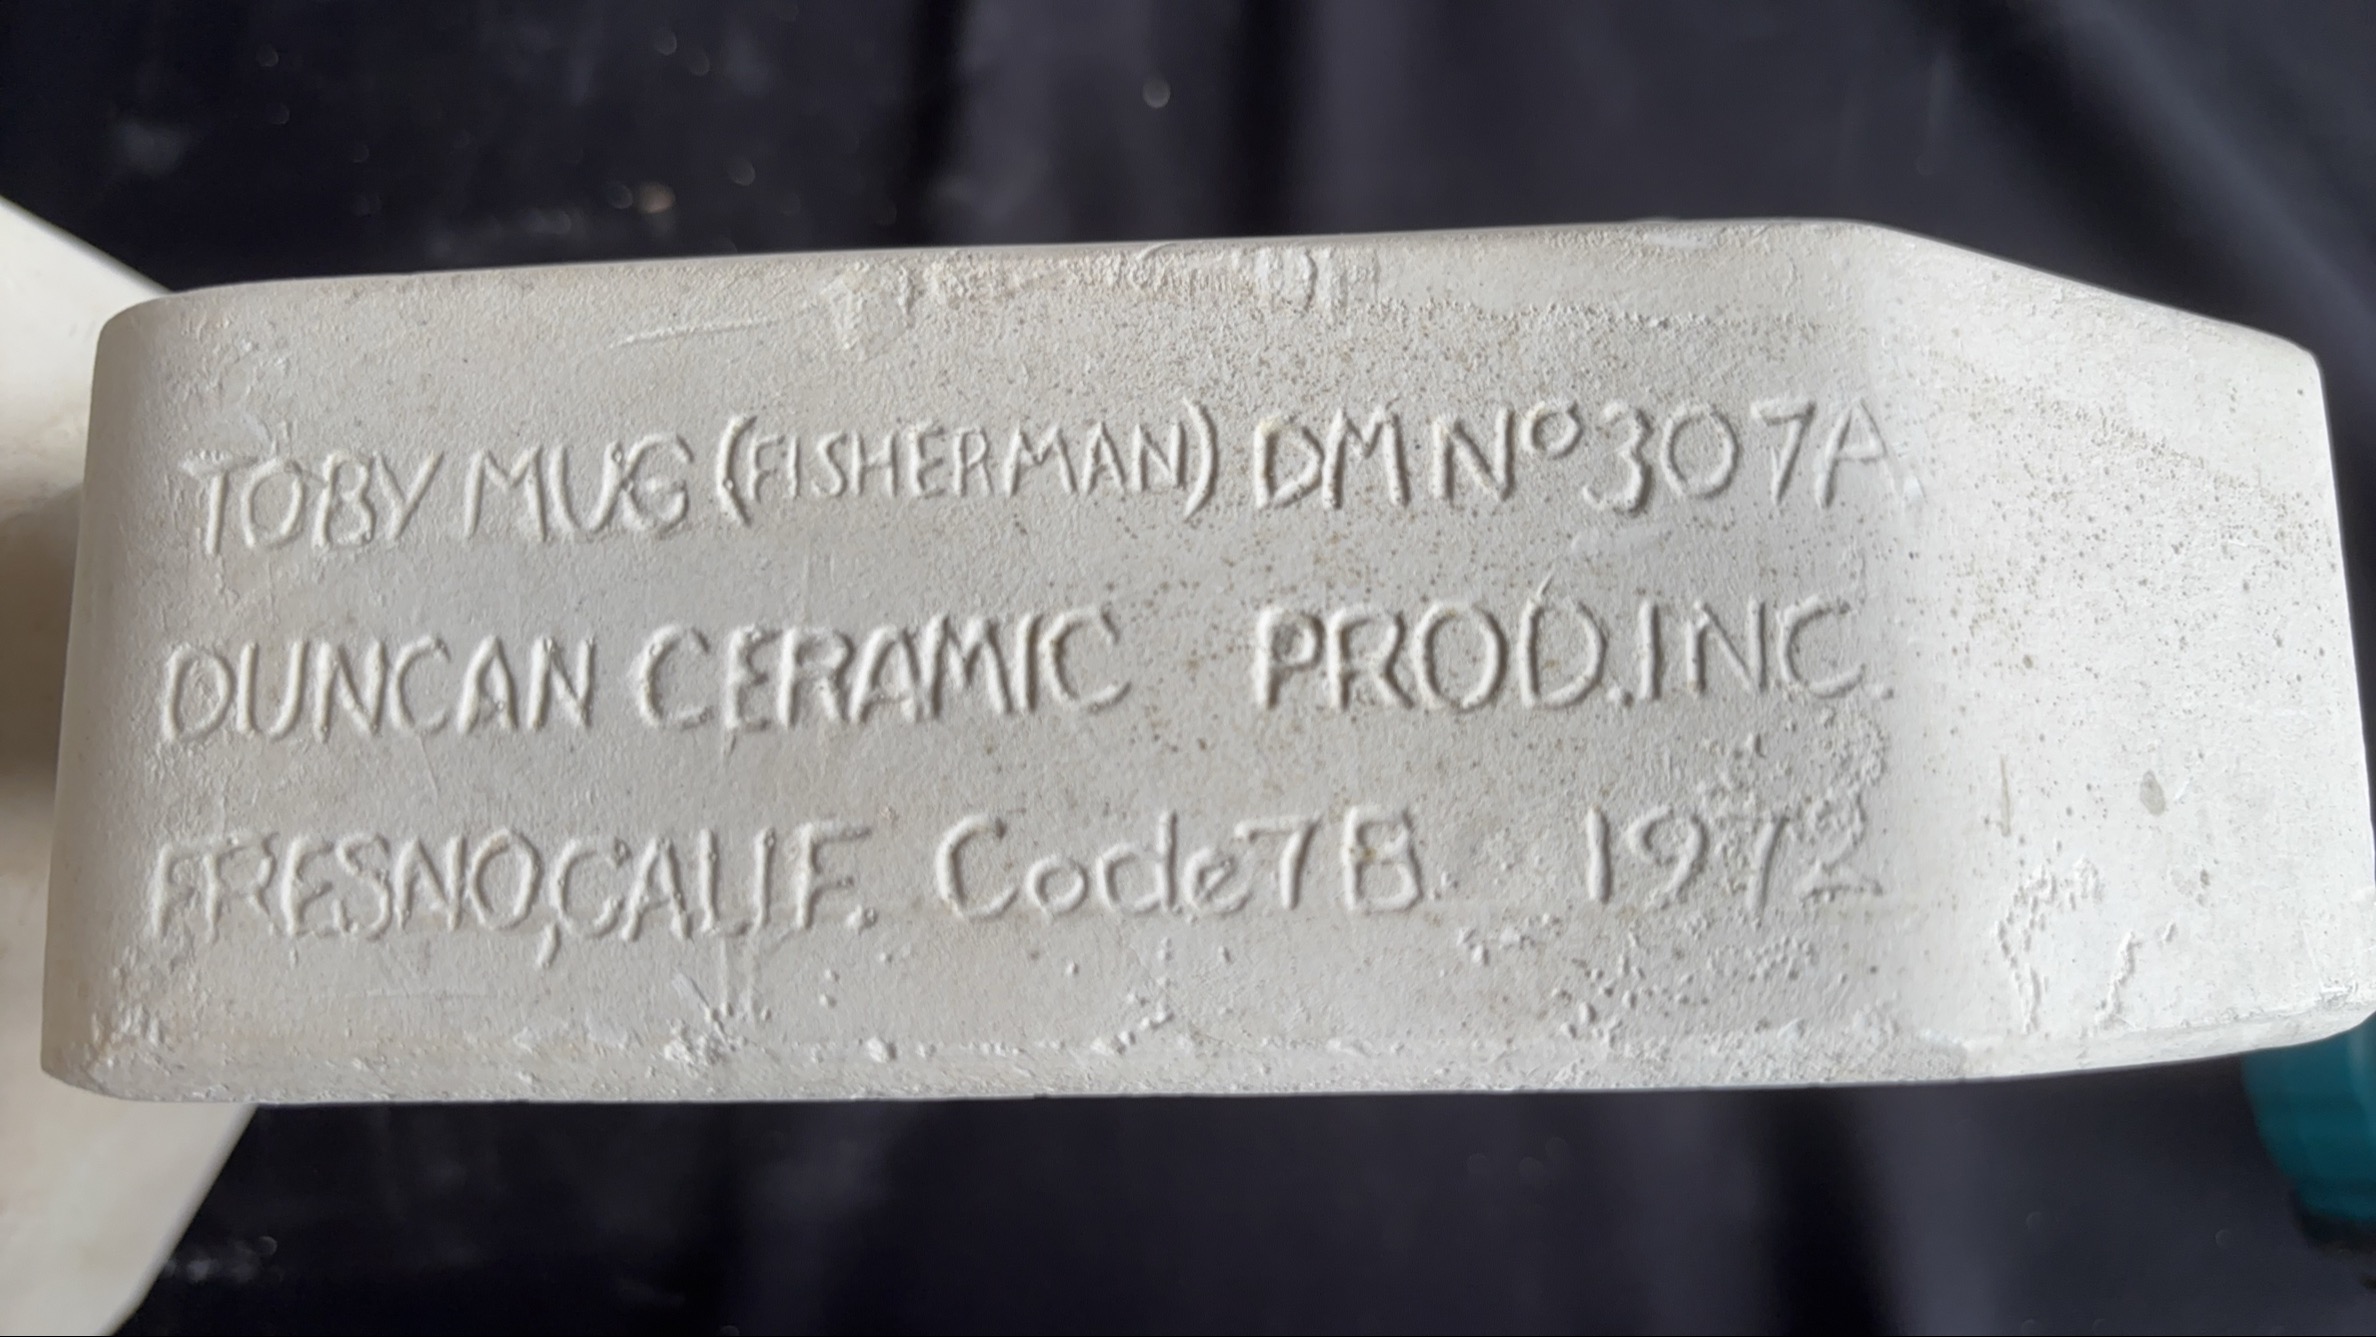 TOBY MUG (FISHERMAN) DM Nº 307A
DUNCAN CERAMIC PROD. INC.
FRESNO, CALIF. Code 7B 1972